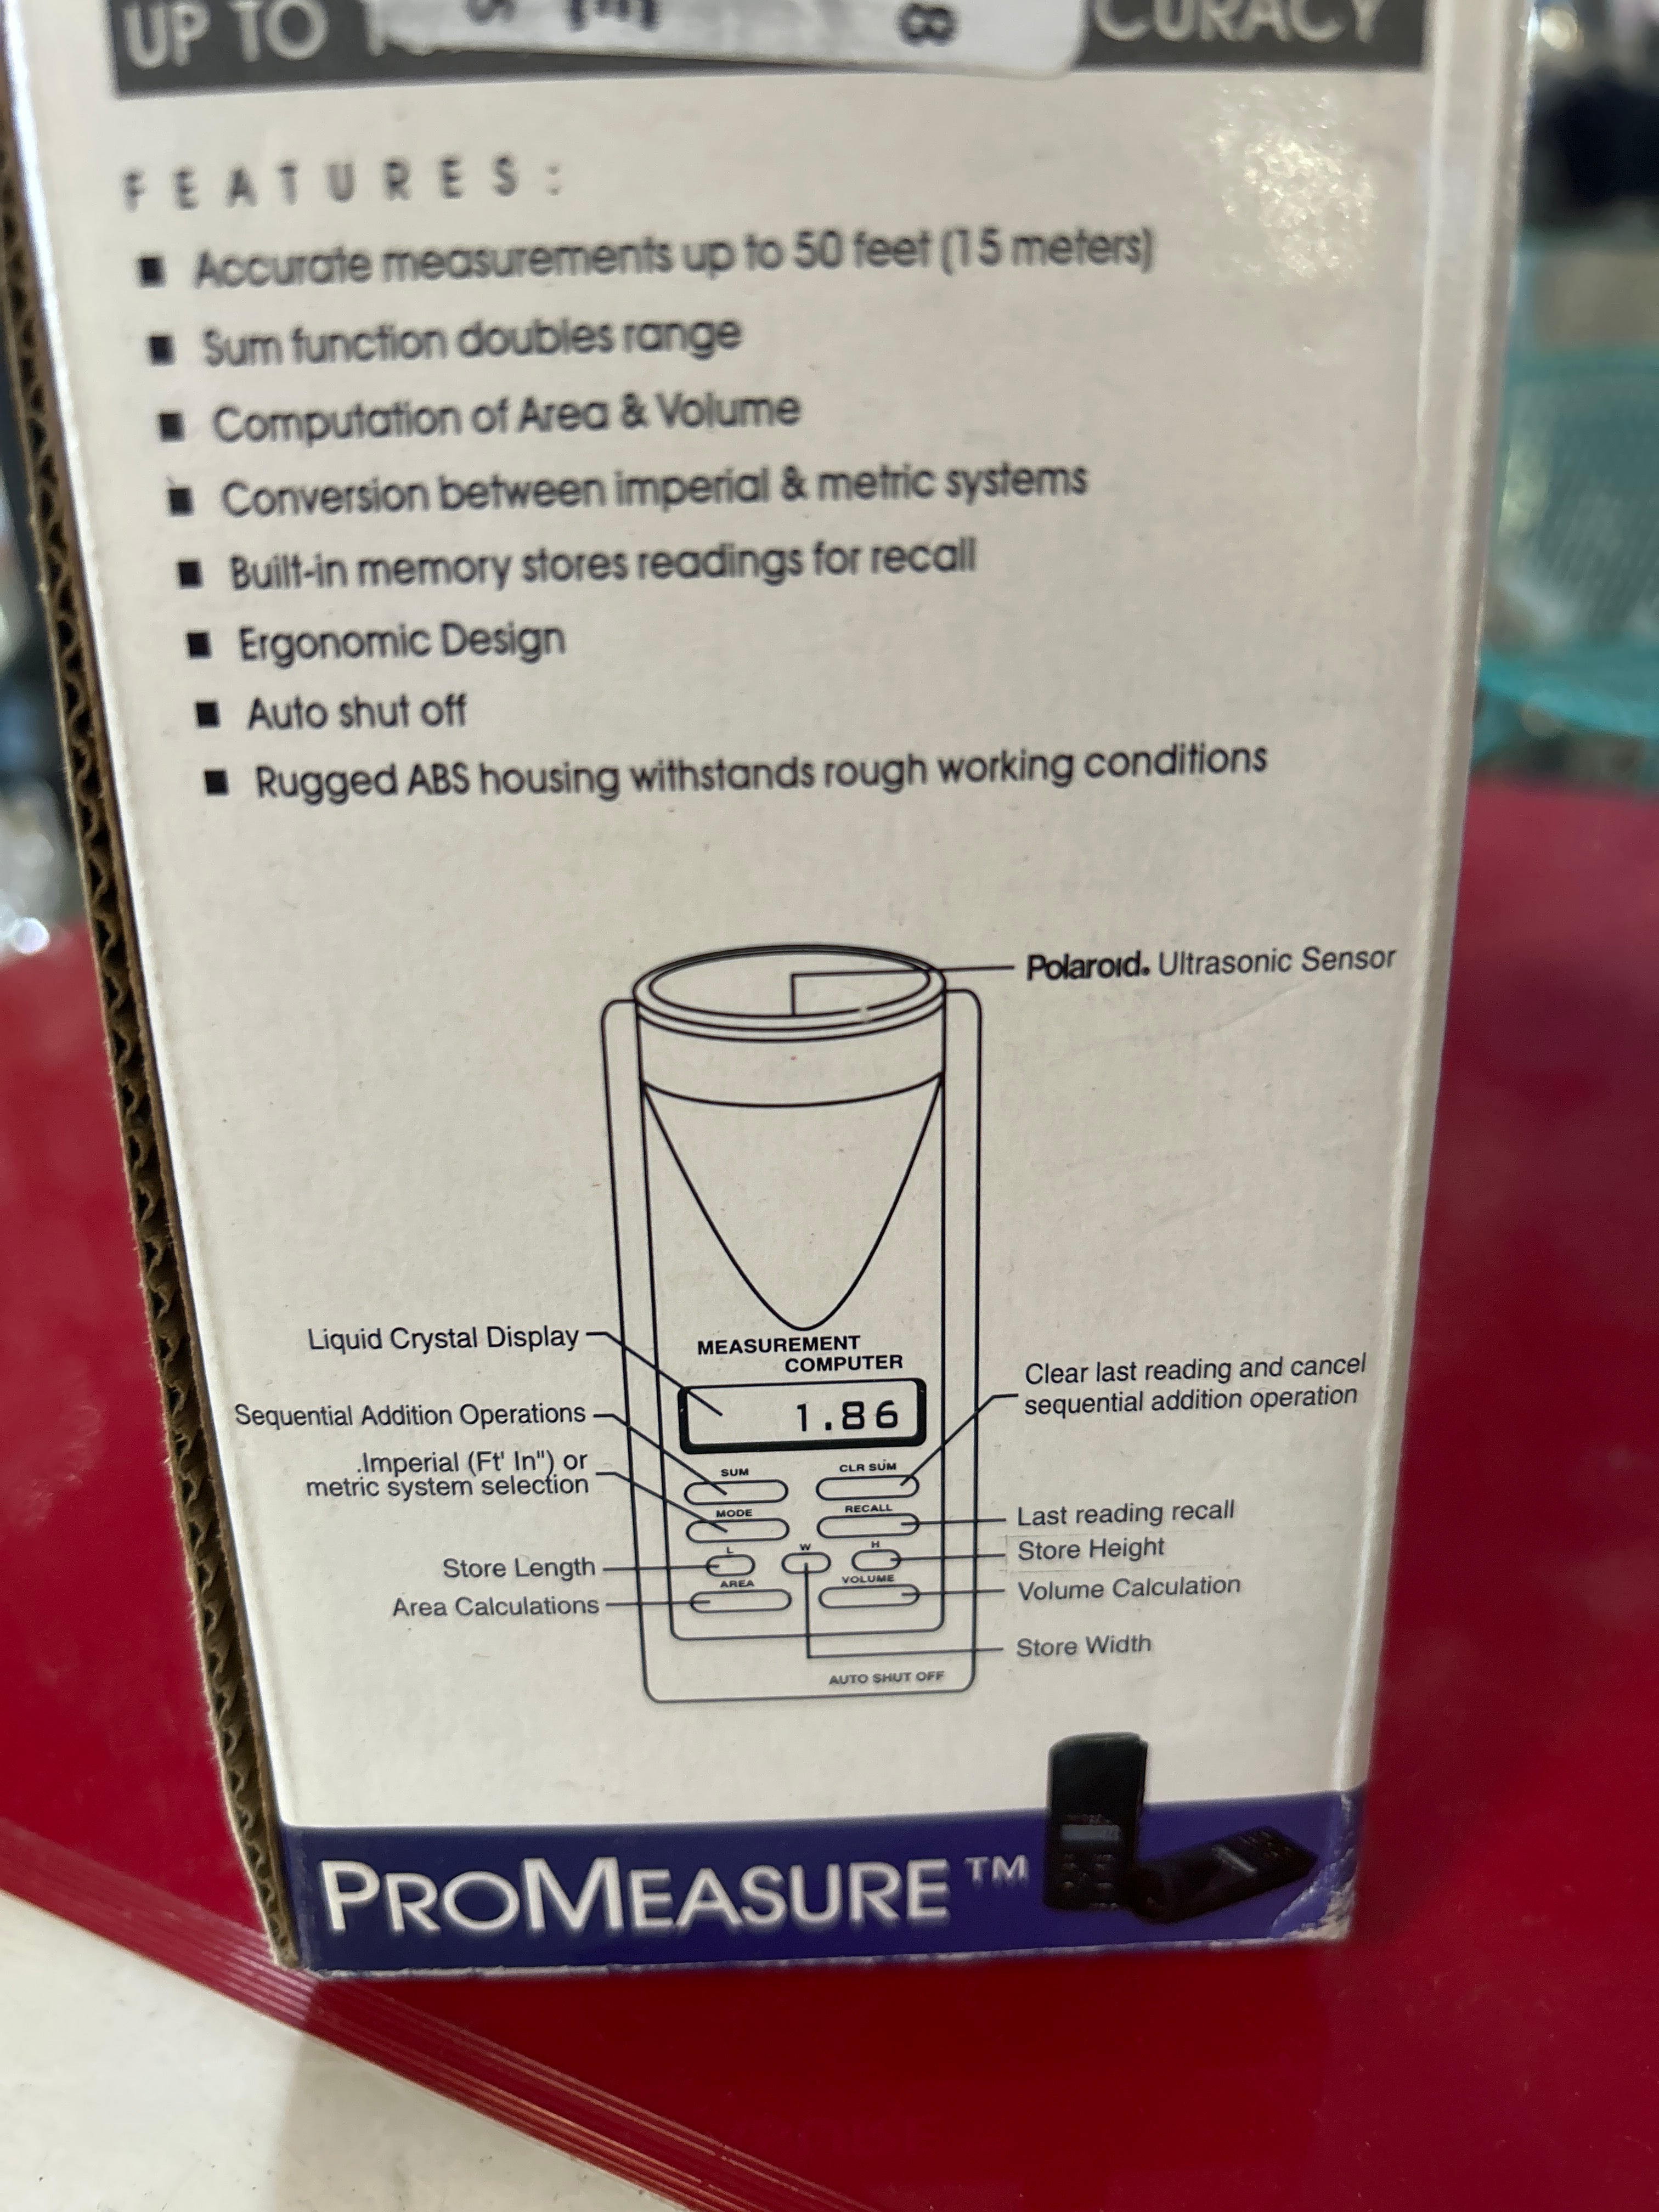 UP TO
CURACY
FEATURES:
■ Accurate measurements up to 50 feet (15 meters)
■ Sum function doubles range
■ Computation of Area & Volume
■ Conversion between imperial & metric systems
■ Built-in memory stores readings for recall
■ Ergonomic Design
■ Auto shut off
■ Rugged ABS housing withstands rough working conditions
Polaroid. Ultrasonic Sensor
Liquid Crystal Display
MEASUREMENT
COMPUTER
1.86
Clear last reading and cancel
sequential addition operation
Sequential Addition Operations
.Imperial (Ft' In") or
metric system selection
SUM
CLR SUM
MODE
RECALL
Last reading recall
Store Length
L
W
H
Store Height
Area Calculations
AREA
VOLUME
Volume Calculation
Store Width
AUTO SHUT OFF
PROMEASURE™